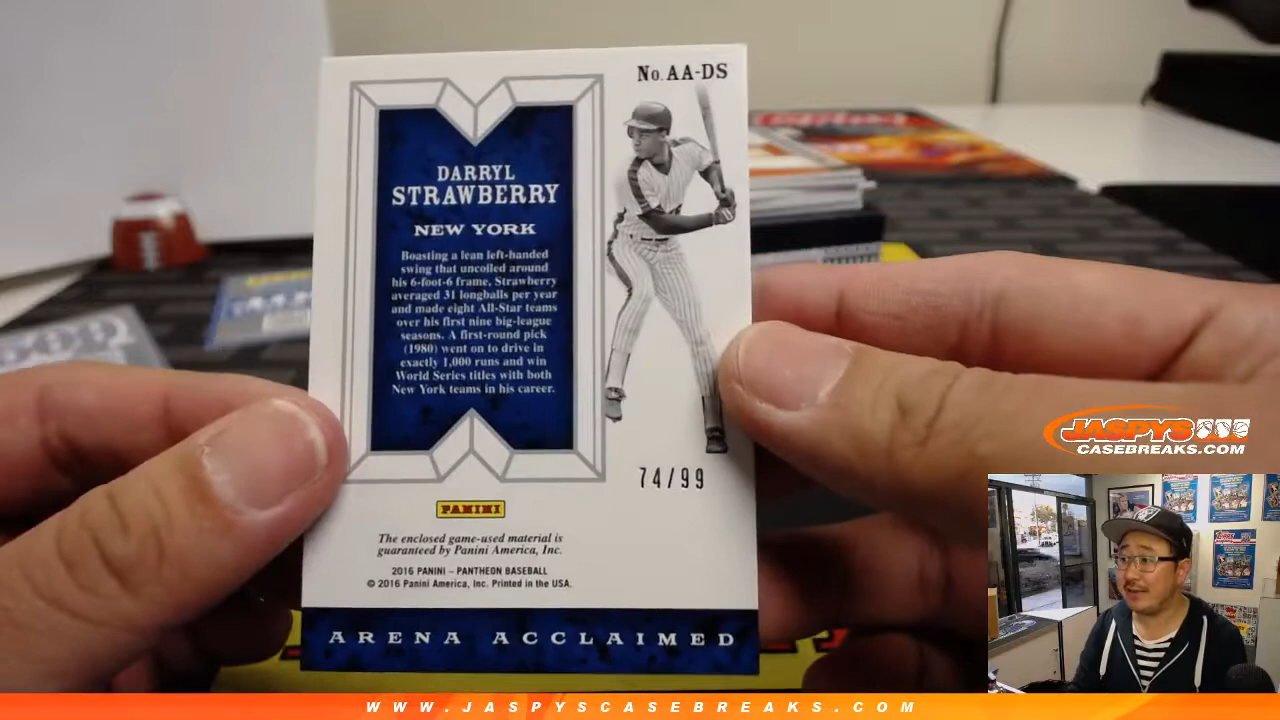 No. AA-DS
DARRYL
STRAWBERRY
NEW YORK
Boasting a lean left-handed
swing that uncoiled around
his 6-foot-6 frame, Strawberry
averaged 31 longballs per year
and made eight All-Star teams
over his first nine big-league
seasons. A first-round pick
(1980) went on to drive in
exactly 1,000 runs and win
World Series titles with both
New York teams in his career.
74/99
PANINI
The enclosed game-used material is
guaranteed by Panini America, Inc.
2016 PANINI – PANTHEON BASEBALL
© 2016 Panini America, Inc. Printed in the USA.
ARENA ACCLAIMED
JASPYS
CASEBREAKS.COM
WWW.JASPYSCASEBREAKS.COM